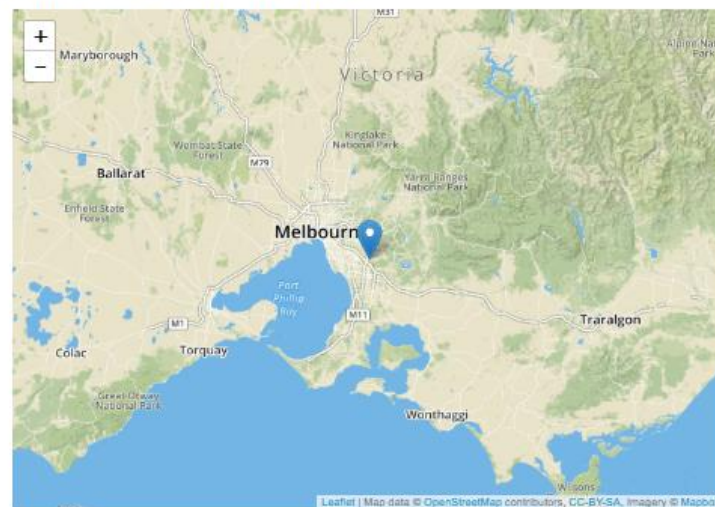 +
−
M31
Maryborough
Alpine Nat
Park
Victoria
Kinglake
National Park
Wombat State
Forest
M79
Ballarat
Yarra Ranges
National Park
Enfield State
Forest
Melbourn
Port
Phillip
Bay
M1
M11
Traralgon
Colac
Torquay
Great Otway
National Park
Wonthaggi
Wilsons
Leaflet | Map data © OpenStreetMap contributors, CC-BY-SA, Imagery © Mapbo